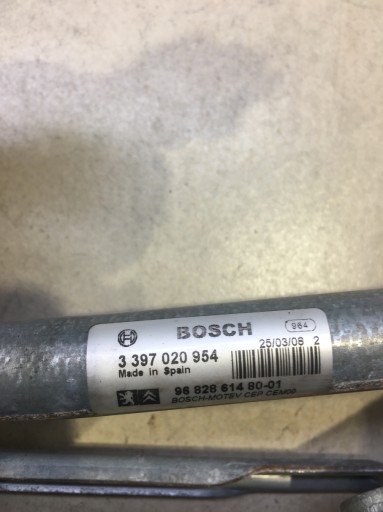 BOSCH 964
3 397 020 954 25/03/08 2
Made in Spain
96 828 614 80-01
BOSCH-MOTEV CEP CEM03